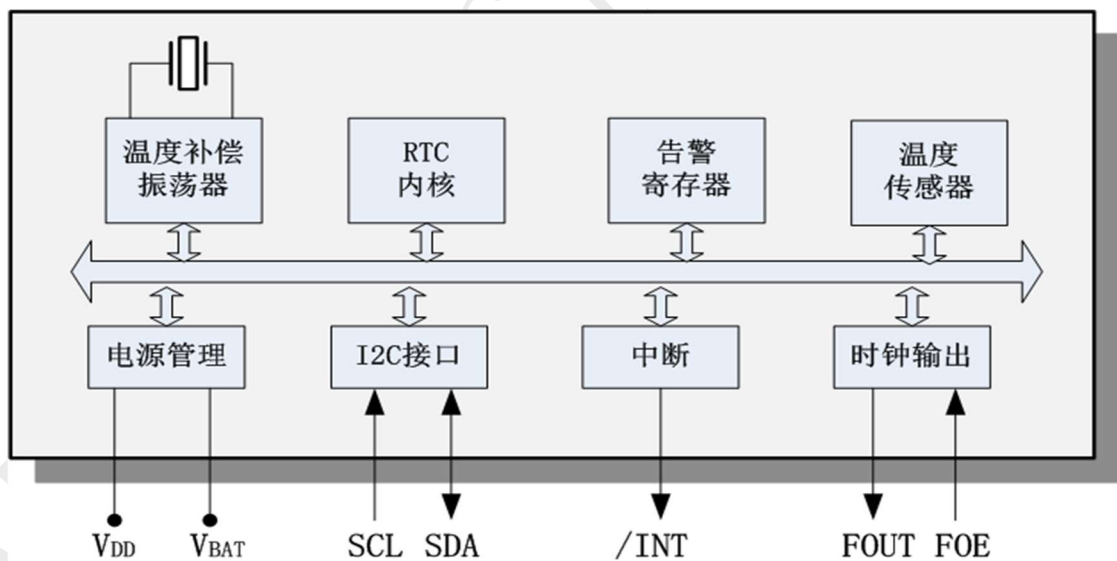 温度补偿
振荡器
RTC
内核
告警
寄存器
温度
传感器
电源管理
I2C接口
中断
时钟输出
VDD
VBAT
SCL
SDA
/INT
FOUT
FOE